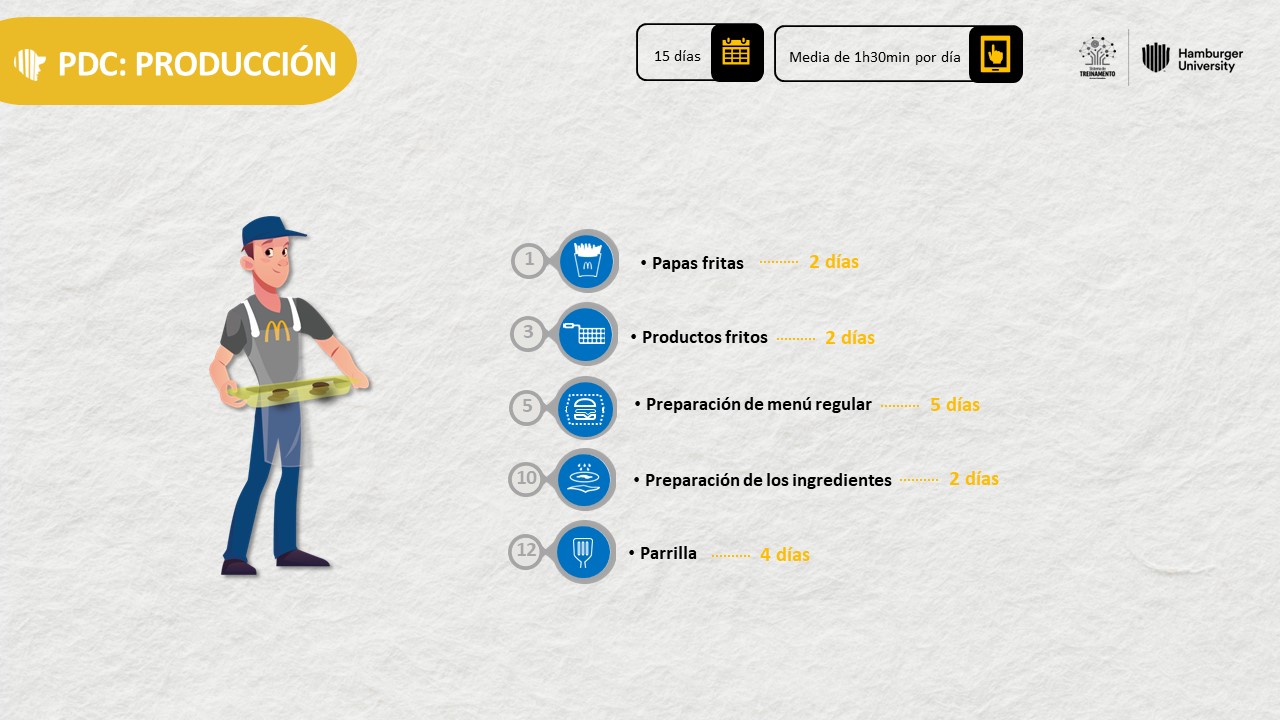 PDC: PRODUCCIÓN
15 días
Media de 1h30min por día
TREINAMENTO
Hamburger
University
1 • Papas fritas 2 días
3 • Productos fritos 2 días
5 • Preparación de menú regular 5 días
10 • Preparación de los ingredientes 2 días
12 • Parrilla 4 días